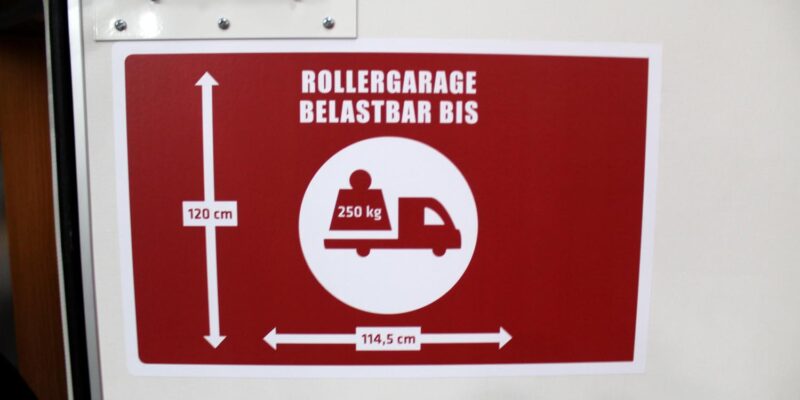 ROLLERGARAGE
BELASTBAR BIS
120 cm
250 kg
114,5 cm